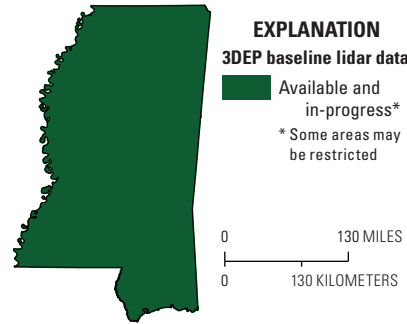 EXPLANATION
3DEP baseline lidar data
Available and
in-progress*
* Some areas may
be restricted
0 130 MILES
0 130 KILOMETERS